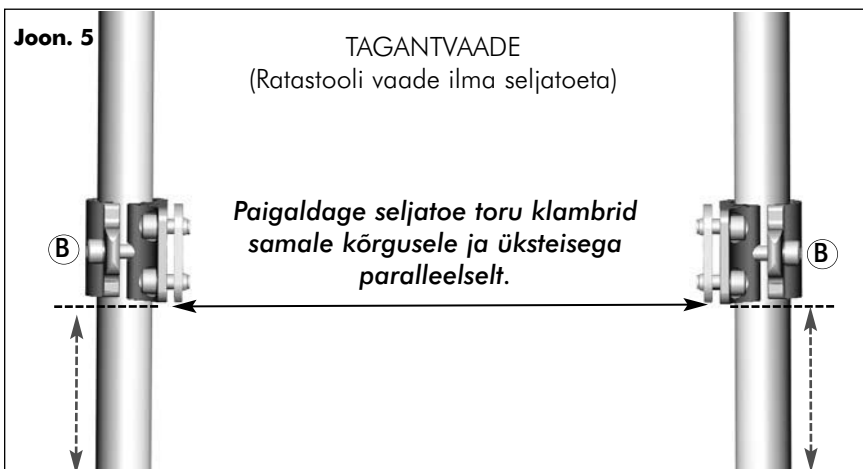 Joon. 5
TAGANTVAADE
(Ratastooli vaade ilma seljatoeta)
Paigaldage seljatoe toru klambrid
samale kõrgusele ja üksteisega
paralleelselt.
B
B